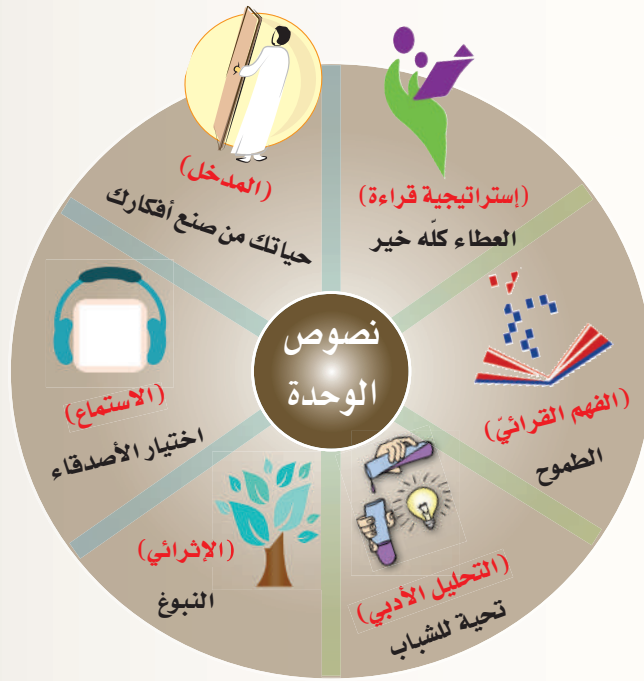 نصوص
الوحدة
(المدخل)
حياتك من صنع أفكارك
(إستراتيجية قراءة)
العطاء كلّه خير
(الاستماع)
اختيار الأصدقاء
(الفهم القرائيّ)
الطموح
(الإثرائي)
النبوغ
(التحليل الأدبي)
تحية للشباب